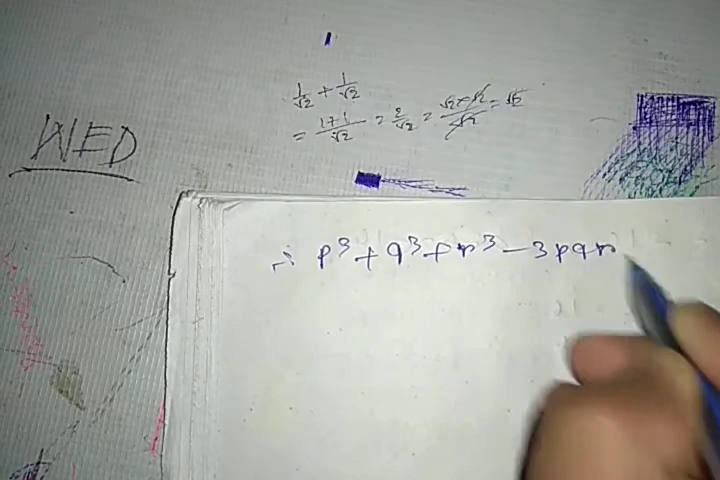 WED
1/√2 + 1/√2
= 1+1/√2 = 2/√2 = √2×√2/√2 = √2
∴ p³+q³+r³-3pqr